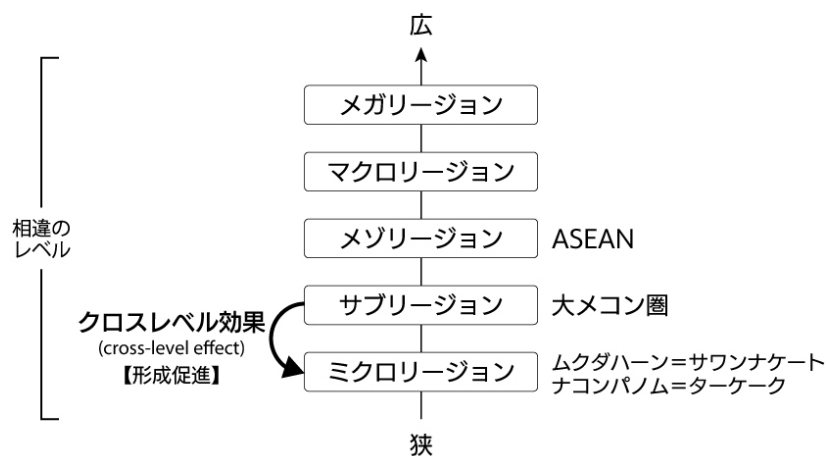 広
メガリージョン
マクロリージョン
相違の
レベル
メゾリージョン
ASEAN
サブリージョン
大メコン圏
クロスレベル効果
(cross-level effect)
【形成促進】
ミクロリージョン
ムクダハーン＝サワンナケート
ナコンパノム＝ターケーク
狭